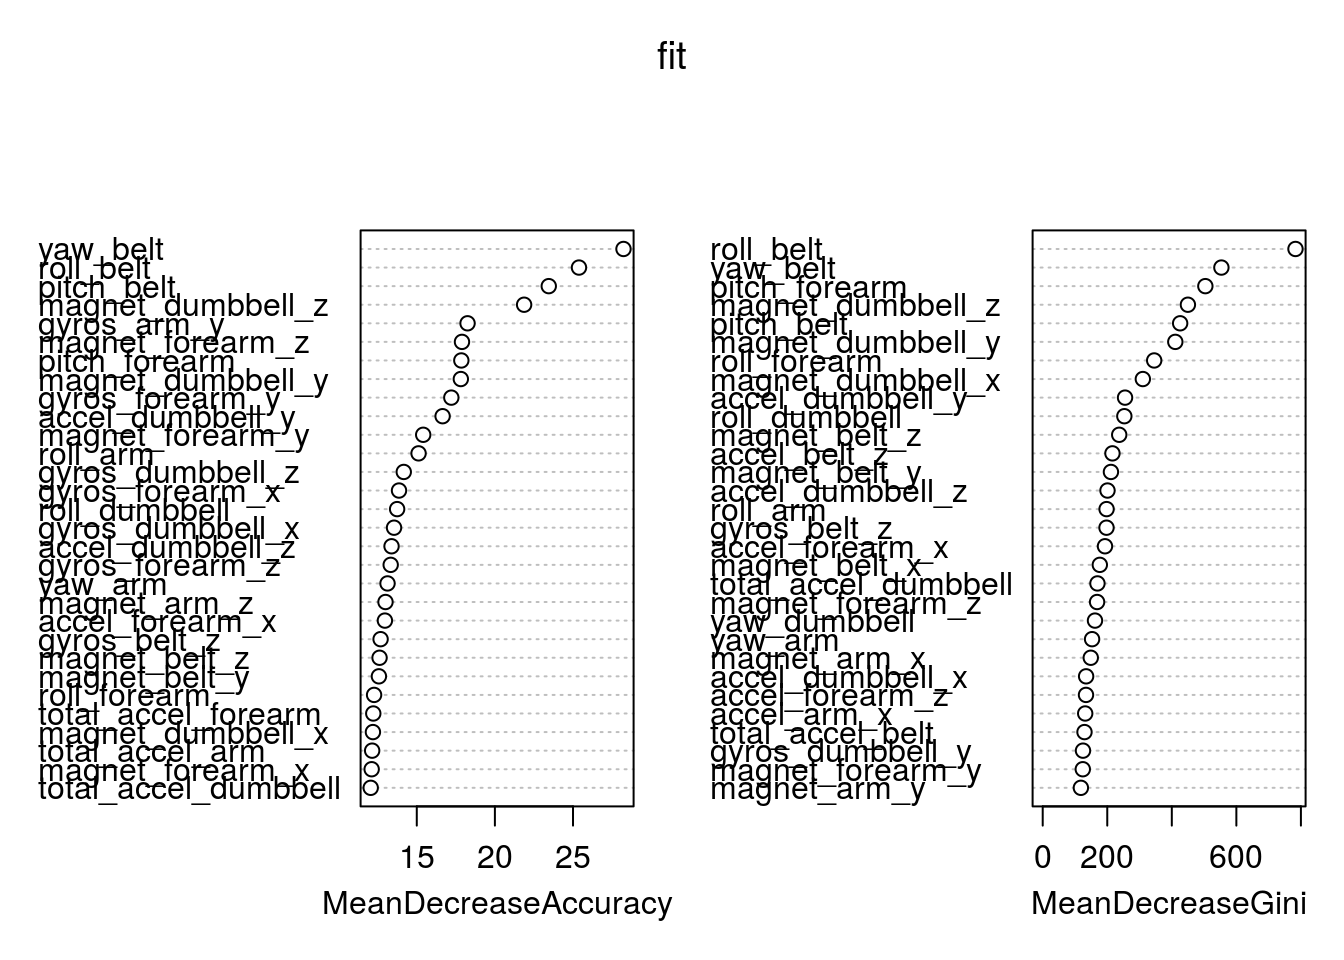 fit
yaw_belt
roll_belt
pitch_belt
magnet_dumbbell_z
gyros_arm_y
magnet_forearm_z
pitch_forearm
magnet_dumbbell_y
gyros_forearm_y
accel_dumbbell_y
magnet_forearm_y
roll_arm
gyros_dumbbell_z
gyros_forearm_x
roll_dumbbell
gyros_dumbbell_x
accel_dumbbell_z
gyros_forearm_z
yaw_arm
magnet_arm_z
accel_forearm_x
gyros_belt_z
magnet_belt_z
magnet_belt_y
roll_forearm
total_accel_forearm
magnet_dumbbell_x
total_accel_arm
magnet_forearm_x
total_accel_dumbbell
15 20 25
MeanDecreaseAccuracy
roll_belt
yaw_belt
pitch_forearm
magnet_dumbbell_z
pitch_belt
magnet_dumbbell_y
roll_forearm
magnet_dumbbell_x
accel_dumbbell_y
roll_dumbbell
magnet_belt_z
accel_belt_z
magnet_belt_y
accel_dumbbell_z
roll_arm
gyros_belt_z
accel_forearm_x
magnet_belt_x
total_accel_dumbbell
magnet_forearm_z
yaw_dumbbell
yaw_arm
magnet_arm_x
accel_dumbbell_x
accel_forearm_z
accel_arm_x
total_accel_belt
gyros_dumbbell_y
magnet_forearm_y
magnet_arm_y
0 200 600
MeanDecreaseGini